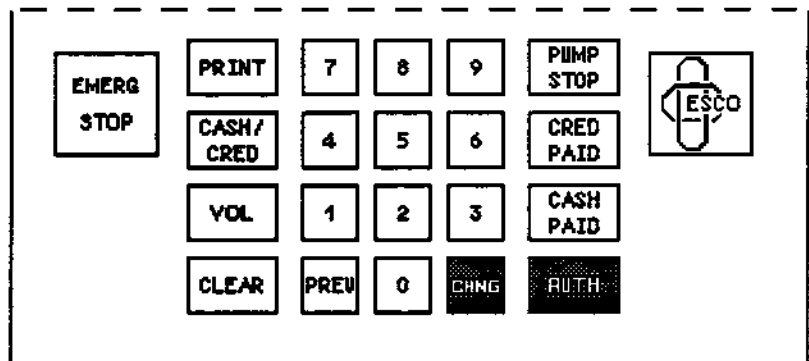 EMERG
STOP
PRINT
7
8
9
PUMP
STOP
ESCO
CASH/
CRED
4
5
6
CRED
PAID
VOL
1
2
3
CASH
PAID
CLEAR
PREV
0
CHNG
AUTH